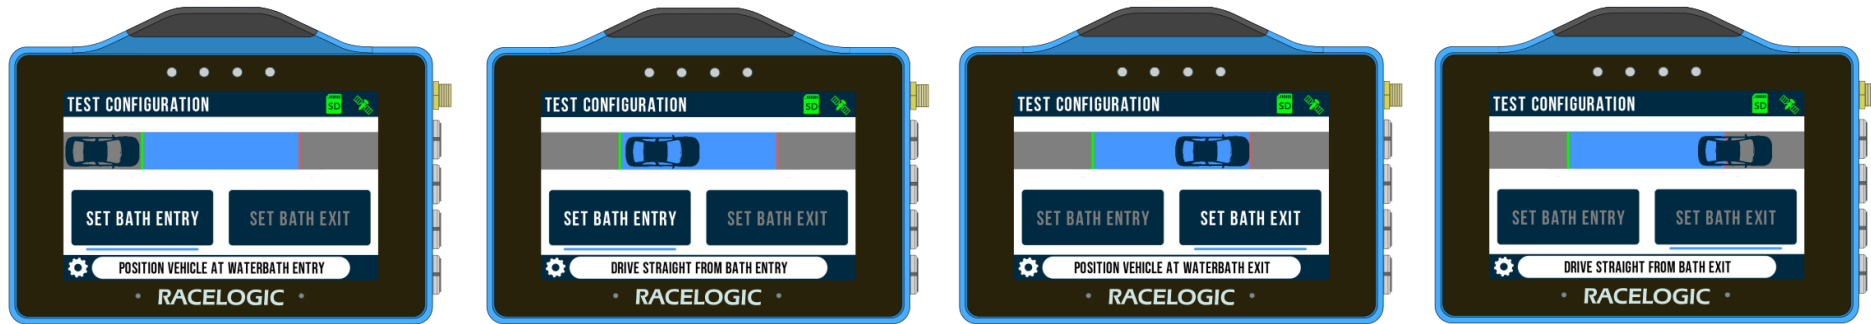 TEST CONFIGURATION SD
SET BATH ENTRY SET BATH EXIT
POSITION VEHICLE AT WATERBATH ENTRY
RACELOGIC
TEST CONFIGURATION SD
SET BATH ENTRY SET BATH EXIT
DRIVE STRAIGHT FROM BATH ENTRY
RACELOGIC
TEST CONFIGURATION SD
SET BATH ENTRY SET BATH EXIT
POSITION VEHICLE AT WATERBATH EXIT
RACELOGIC
TEST CONFIGURATION SD
SET BATH ENTRY SET BATH EXIT
DRIVE STRAIGHT FROM BATH EXIT
RACELOGIC